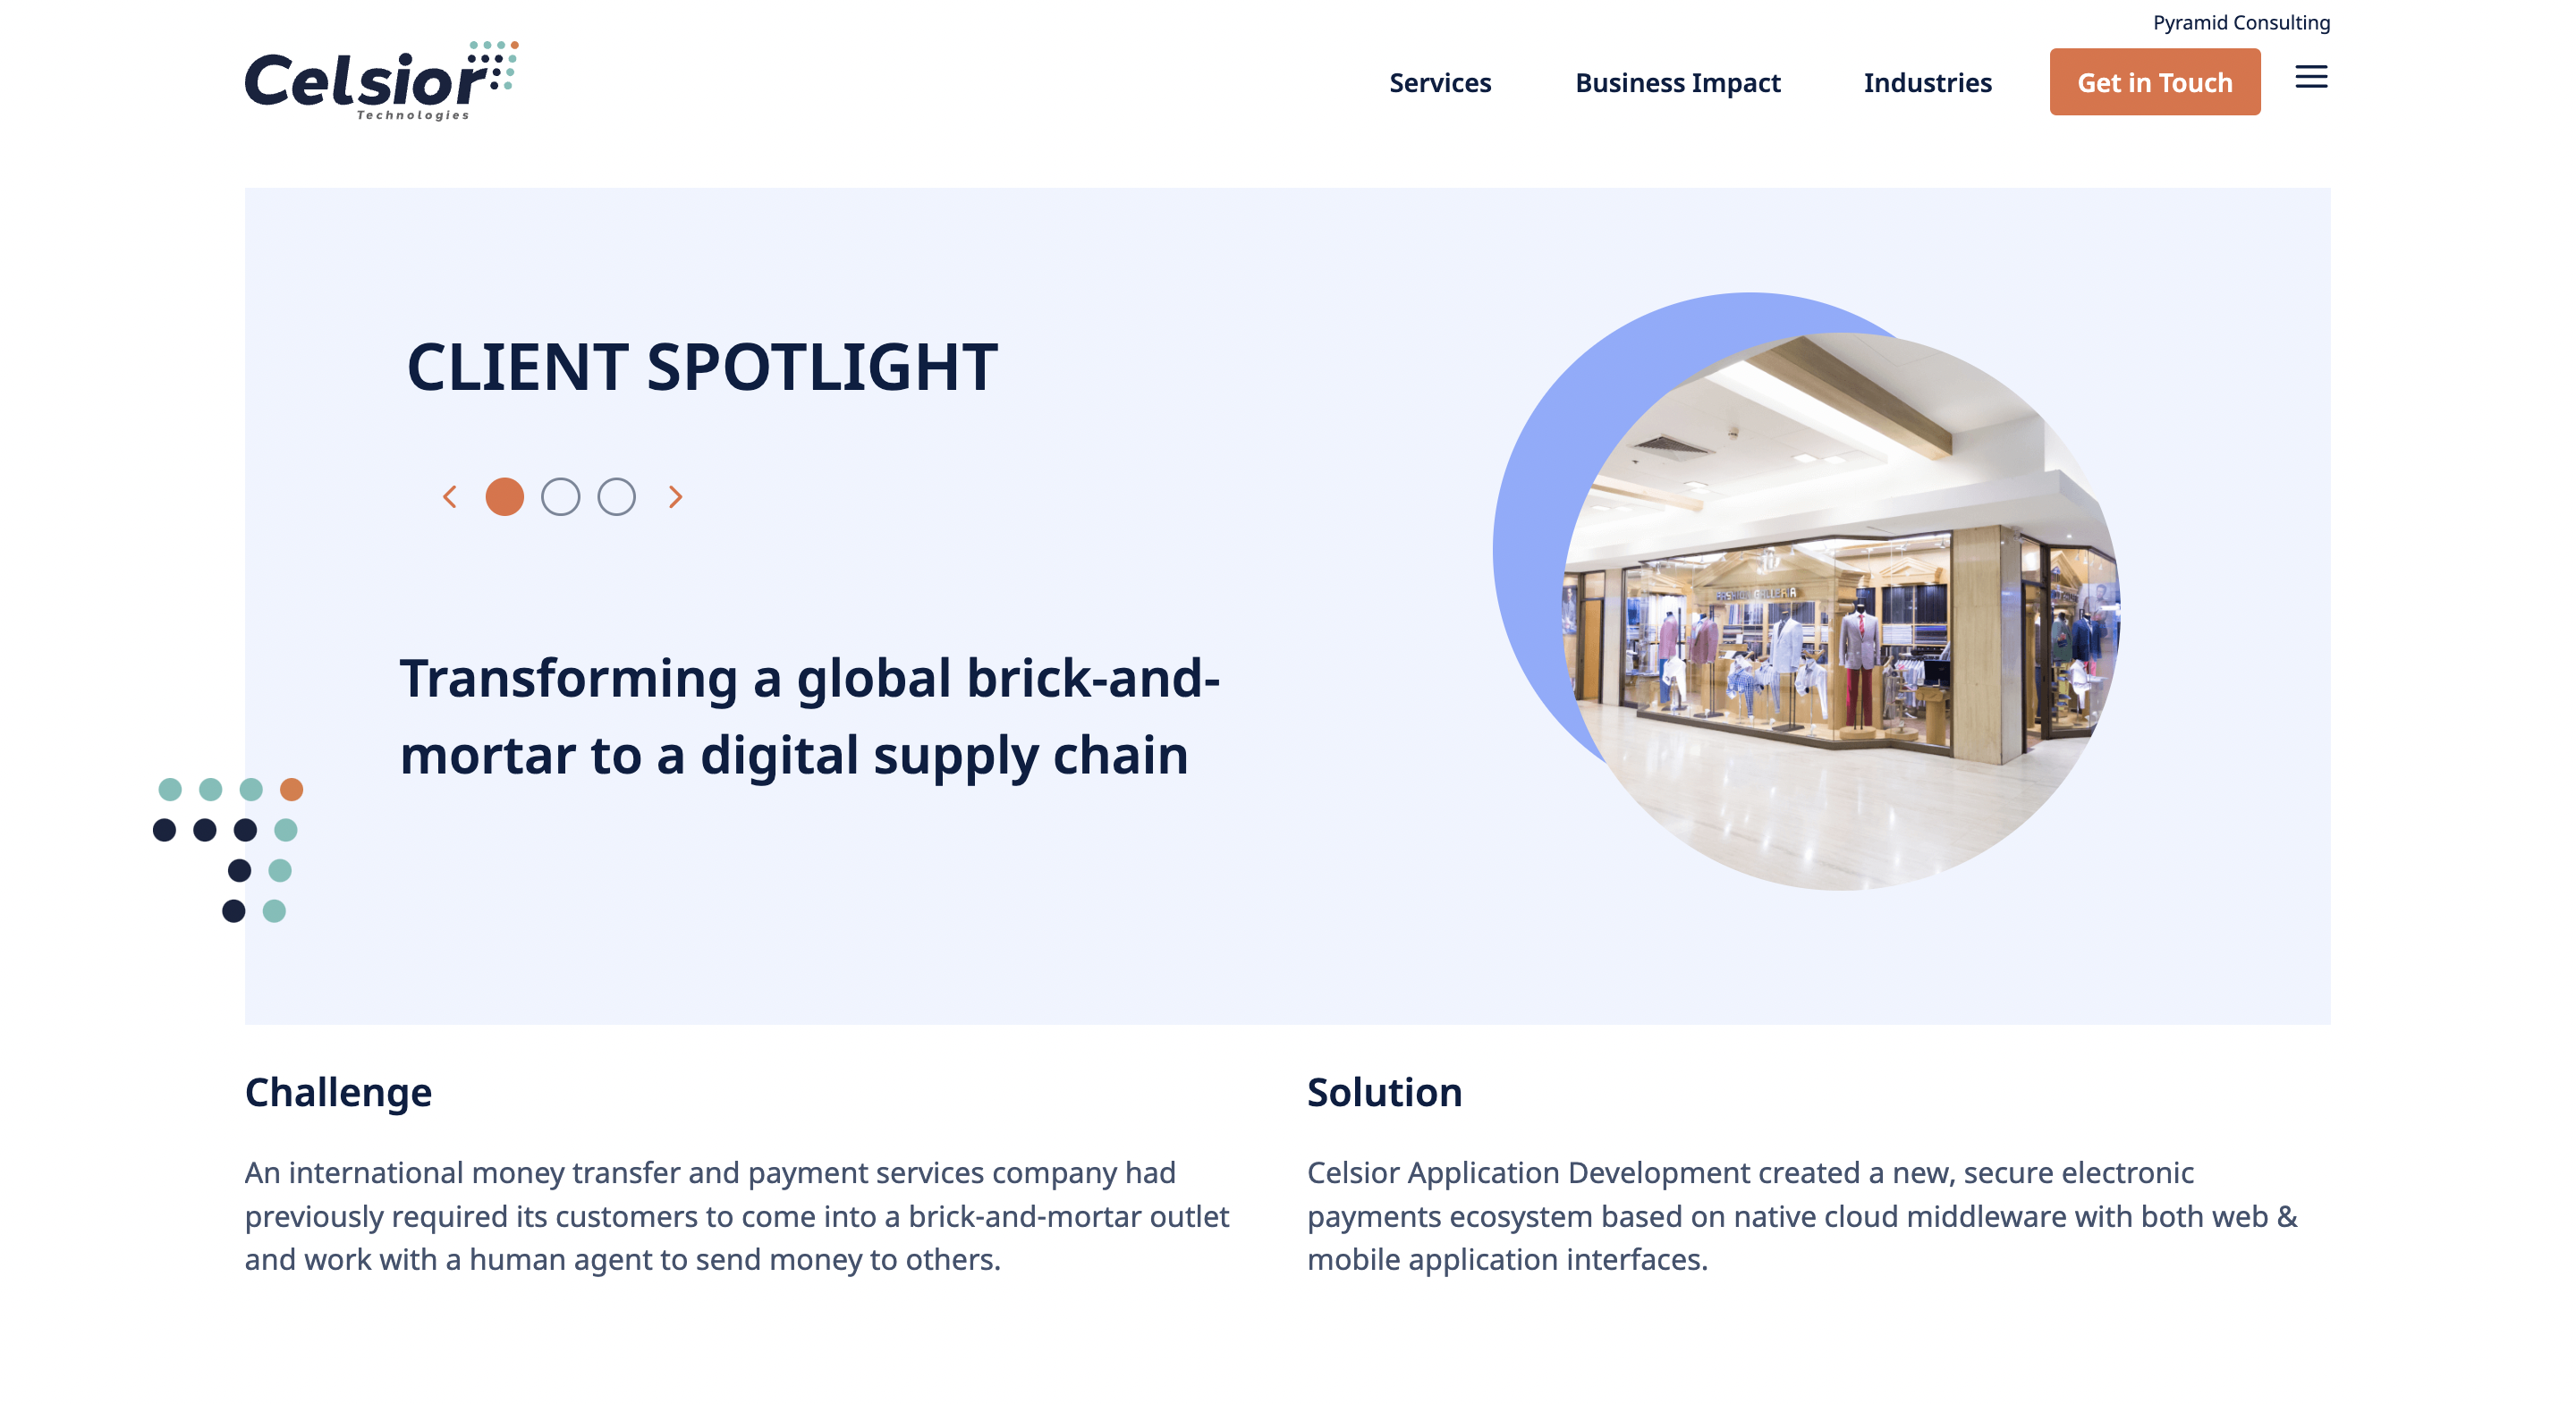 Pyramid Consulting
Celsior
Technologies
Services
Business Impact
Industries
Get in Touch
CLIENT SPOTLIGHT
Transforming a global brick-and-
mortar to a digital supply chain
Challenge
An international money transfer and payment services company had
previously required its customers to come into a brick-and-mortar outlet
and work with a human agent to send money to others.
Solution
Celsior Application Development created a new, secure electronic
payments ecosystem based on native cloud middleware with both web &
mobile application interfaces.